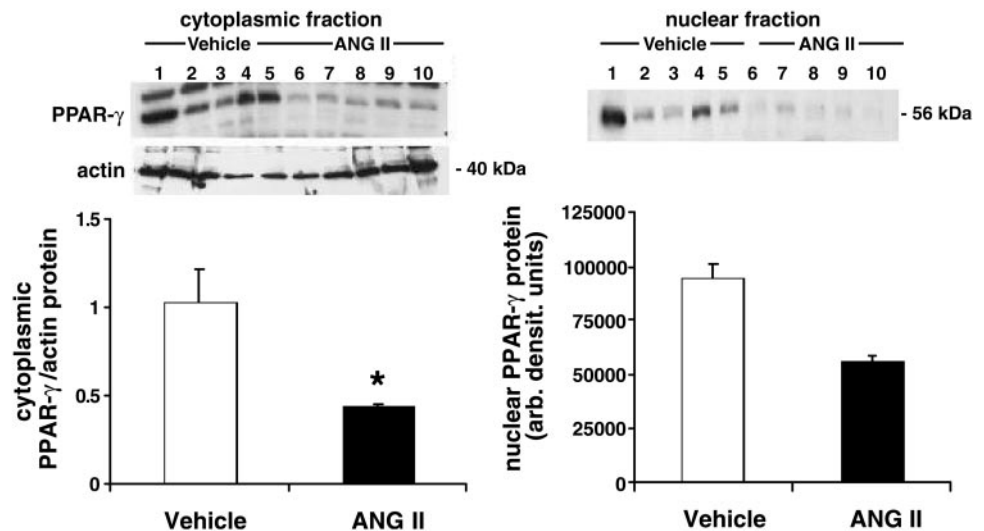 cytoplasmic fraction
Vehicle ANG II
1 2 3 4 5 6 7 8 9 10
PPAR-γ
actin
- 40 kDa
nuclear fraction
Vehicle ANG II
1 2 3 4 5 6 7 8 9 10
- 56 kDa
cytoplasmic
PPAR-γ/actin protein
1.5
1
0.5
0
*
Vehicle ANG II
nuclear PPAR-γ protein
(arb. densit. units)
125000
100000
75000
50000
25000
0
Vehicle ANG II